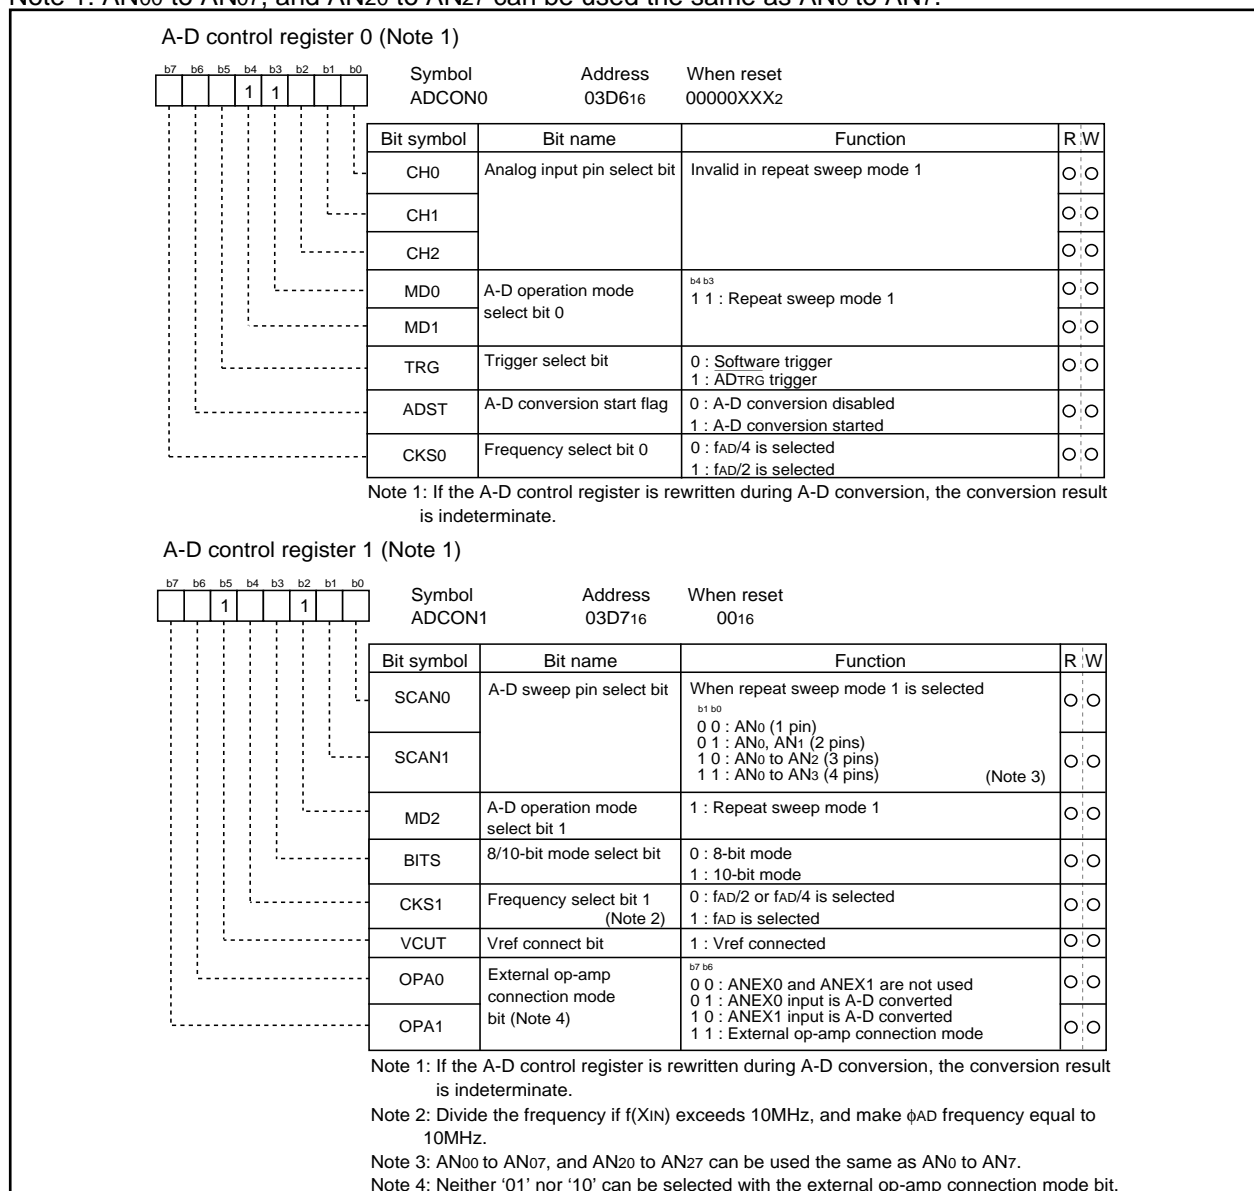 Note 1: AN00 to AN07, and AN20 to AN27 can be used the same as AN0 to AN7.
A-D control register 0 (Note 1)
b7 b6 b5 b4 b3 b2 b1 b0
1 1
Symbol Address When reset
ADCON0 03D616 00000XXX2
Bit symbol Bit name Function R W
CH0 Analog input pin select bit Invalid in repeat sweep mode 1
CH1
CH2
MD0 A-D operation mode select bit 0
b4 b3
1 1 : Repeat sweep mode 1
MD1
TRG Trigger select bit 0 : Software trigger
1 : ADTRG trigger
ADST A-D conversion start flag 0 : A-D conversion disabled
1 : A-D conversion started
CKS0 Frequency select bit 0 0 : fAD/4 is selected
1 : fAD/2 is selected
Note 1: If the A-D control register is rewritten during A-D conversion, the conversion result
is indeterminate.
A-D control register 1 (Note 1)
b7 b6 b5 b4 b3 b2 b1 b0
1 1
Symbol Address When reset
ADCON1 03D716 0016
Bit symbol Bit name Function R W
SCAN0 A-D sweep pin select bit When repeat sweep mode 1 is selected
b1 b0
0 0 : AN0 (1 pin)
0 1 : AN0, AN1 (2 pins)
SCAN1 1 0 : AN0 to AN2 (3 pins)
1 1 : AN0 to AN3 (4 pins) (Note 3)
MD2 A-D operation mode select bit 1 1 : Repeat sweep mode 1
BITS 8/10-bit mode select bit 0 : 8-bit mode
1 : 10-bit mode
CKS1 Frequency select bit 1 (Note 2) 0 : fAD/2 or fAD/4 is selected
1 : fAD is selected
VCUT Vref connect bit 1 : Vref connected
OPA0 External op-amp connection mode bit (Note 4)
b7 b6
0 0 : ANEX0 and ANEX1 are not used
0 1 : ANEX0 input is A-D converted
1 0 : ANEX1 input is A-D converted
OPA1 1 1 : External op-amp connection mode
Note 1: If the A-D control register is rewritten during A-D conversion, the conversion result
is indeterminate.
Note 2: Divide the frequency if f(XIN) exceeds 10MHz, and make ϕAD frequency equal to
10MHz.
Note 3: AN00 to AN07, and AN20 to AN27 can be used the same as AN0 to AN7.
Note 4: Neither ‘01’ nor ‘10’ can be selected with the external op-amp connection mode bit.